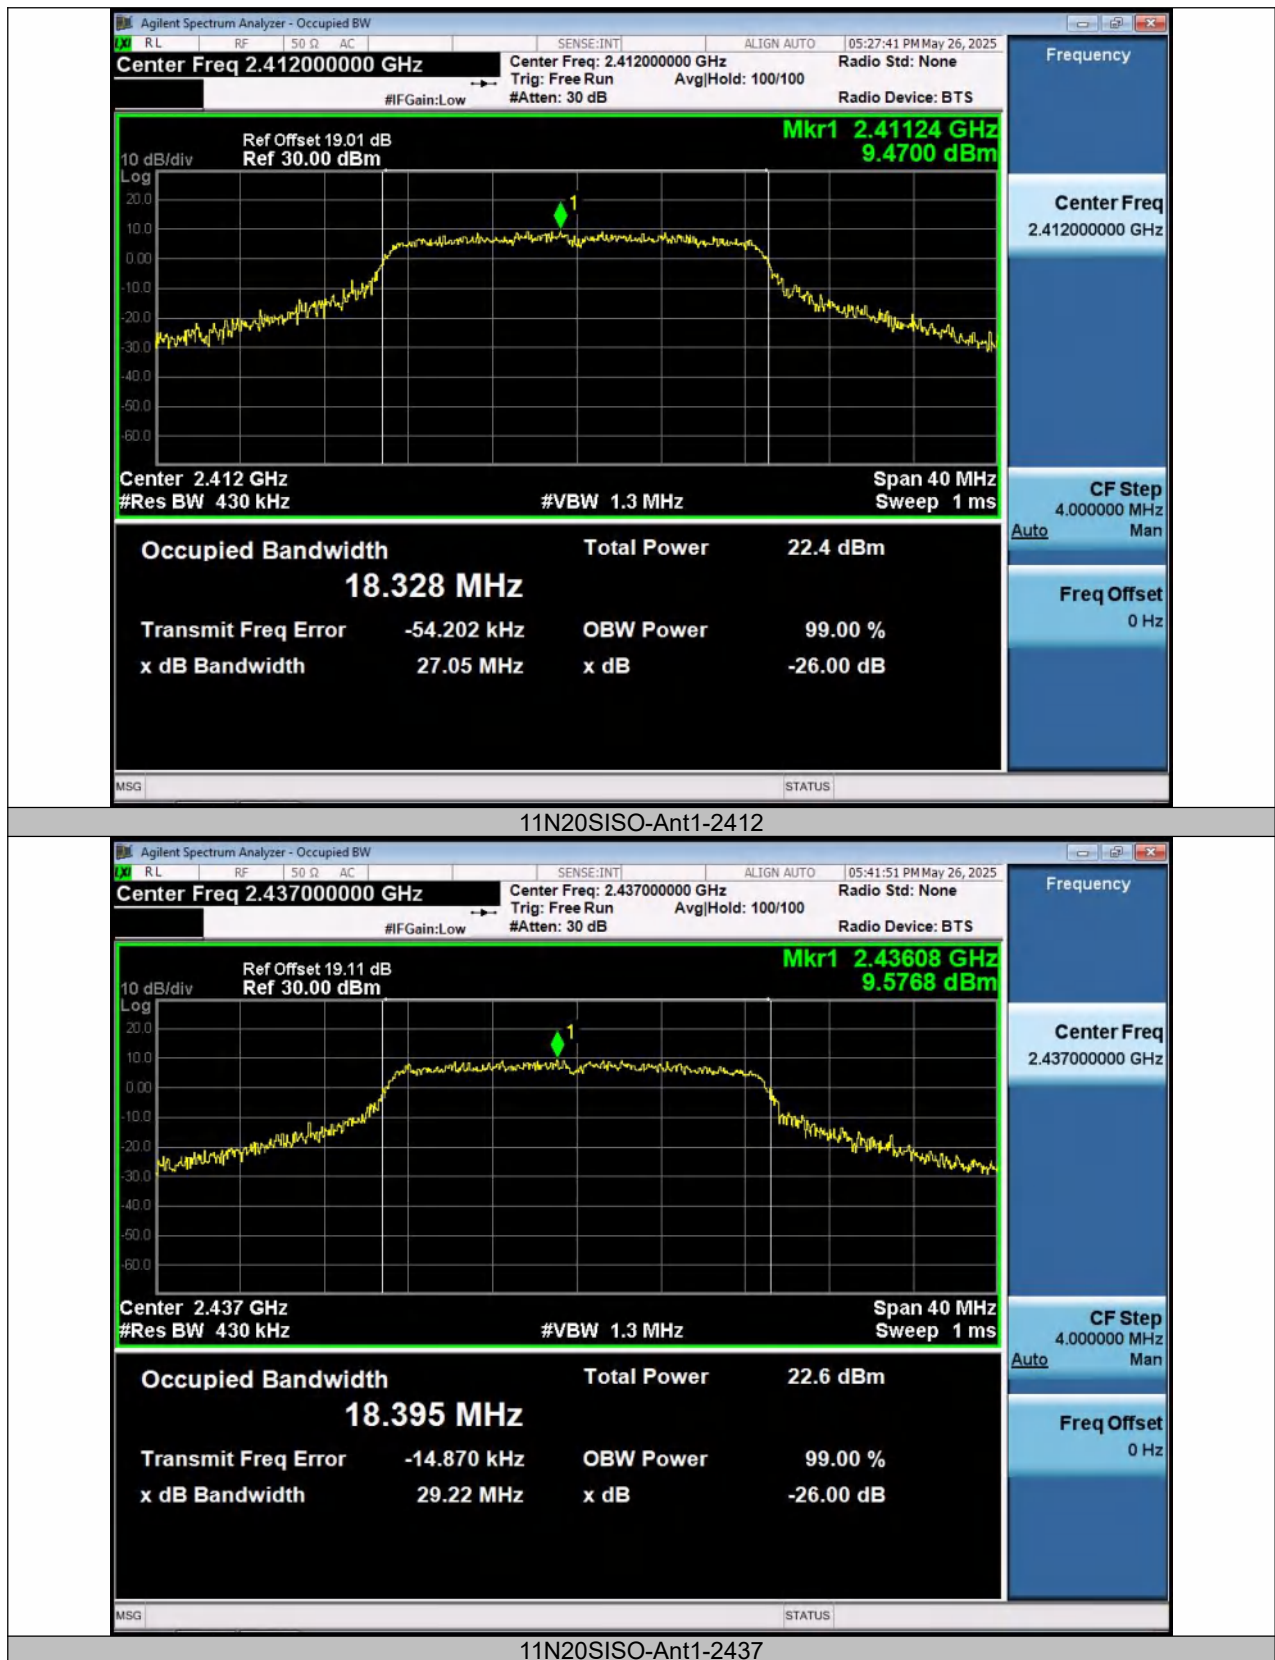 Agilent Spectrum Analyzer - Occupied BW
LXI RL RF 50 Ω AC SENSE:INT ALIGN AUTO 05:27:41 PM May 26, 2025
Center Freq 2.412000000 GHz
Center Freq: 2.412000000 GHz Radio Std: None
Trig: Free Run Avg|Hold: 100/100
#IFGain:Low #Atten: 30 dB Radio Device: BTS
Frequency
Mkr1 2.41124 GHz
9.4700 dBm
Ref Offset 19.01 dB
10 dB/div Ref 30.00 dBm
Log
20.0
10.0
0.00
-10.0
-20.0
-30.0
-40.0
-50.0
-60.0
1
Center 2.412 GHz Span 40 MHz
#Res BW 430 kHz #VBW 1.3 MHz Sweep 1 ms
Center Freq
2.412000000 GHz
CF Step
4.000000 MHz
Auto Man
Freq Offset
0 Hz
Occupied Bandwidth Total Power 22.4 dBm
18.328 MHz
Transmit Freq Error -54.202 kHz OBW Power 99.00 %
x dB Bandwidth 27.05 MHz x dB -26.00 dB
MSG STATUS
11N20SISO-Ant1-2412
Agilent Spectrum Analyzer - Occupied BW
LXI RL RF 50 Ω AC SENSE:INT ALIGN AUTO 05:41:51 PM May 26, 2025
Center Freq 2.437000000 GHz
Center Freq: 2.437000000 GHz Radio Std: None
Trig: Free Run Avg|Hold: 100/100
#IFGain:Low #Atten: 30 dB Radio Device: BTS
Frequency
Mkr1 2.43608 GHz
9.5768 dBm
Ref Offset 19.11 dB
10 dB/div Ref 30.00 dBm
Log
20.0
10.0
0.00
-10.0
-20.0
-30.0
-40.0
-50.0
-60.0
1
Center 2.437 GHz Span 40 MHz
#Res BW 430 kHz #VBW 1.3 MHz Sweep 1 ms
Center Freq
2.437000000 GHz
CF Step
4.000000 MHz
Auto Man
Freq Offset
0 Hz
Occupied Bandwidth Total Power 22.6 dBm
18.395 MHz
Transmit Freq Error -14.870 kHz OBW Power 99.00 %
x dB Bandwidth 29.22 MHz x dB -26.00 dB
MSG STATUS
11N20SISO-Ant1-2437